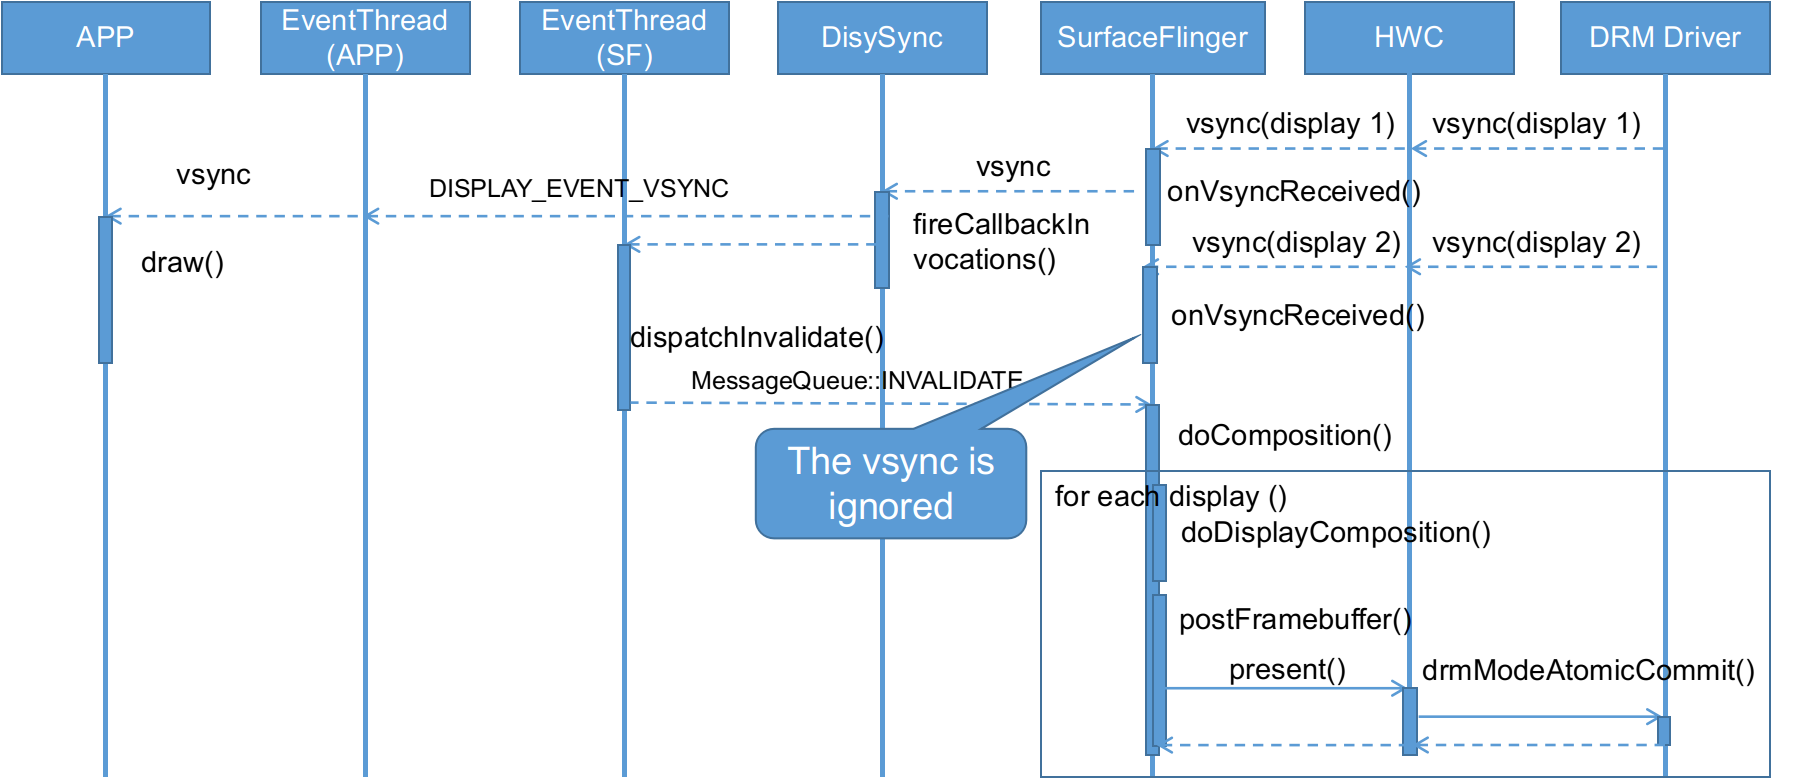 APP
EventThread
(APP)
EventThread
(SF)
DisySync
SurfaceFlinger
HWC
DRM Driver
vsync(display 1)
vsync(display 1)
vsync
vsync
DISPLAY_EVENT_VSYNC
onVsyncReceived()
fireCallbackIn
vocations()
vsync(display 2)
vsync(display 2)
draw()
onVsyncReceived()
dispatchInvalidate()
MessageQueue::INVALIDATE
doComposition()
The vsync is
ignored
for each display ()
doDisplayComposition()
postFramebuffer()
present()
drmModeAtomicCommit()